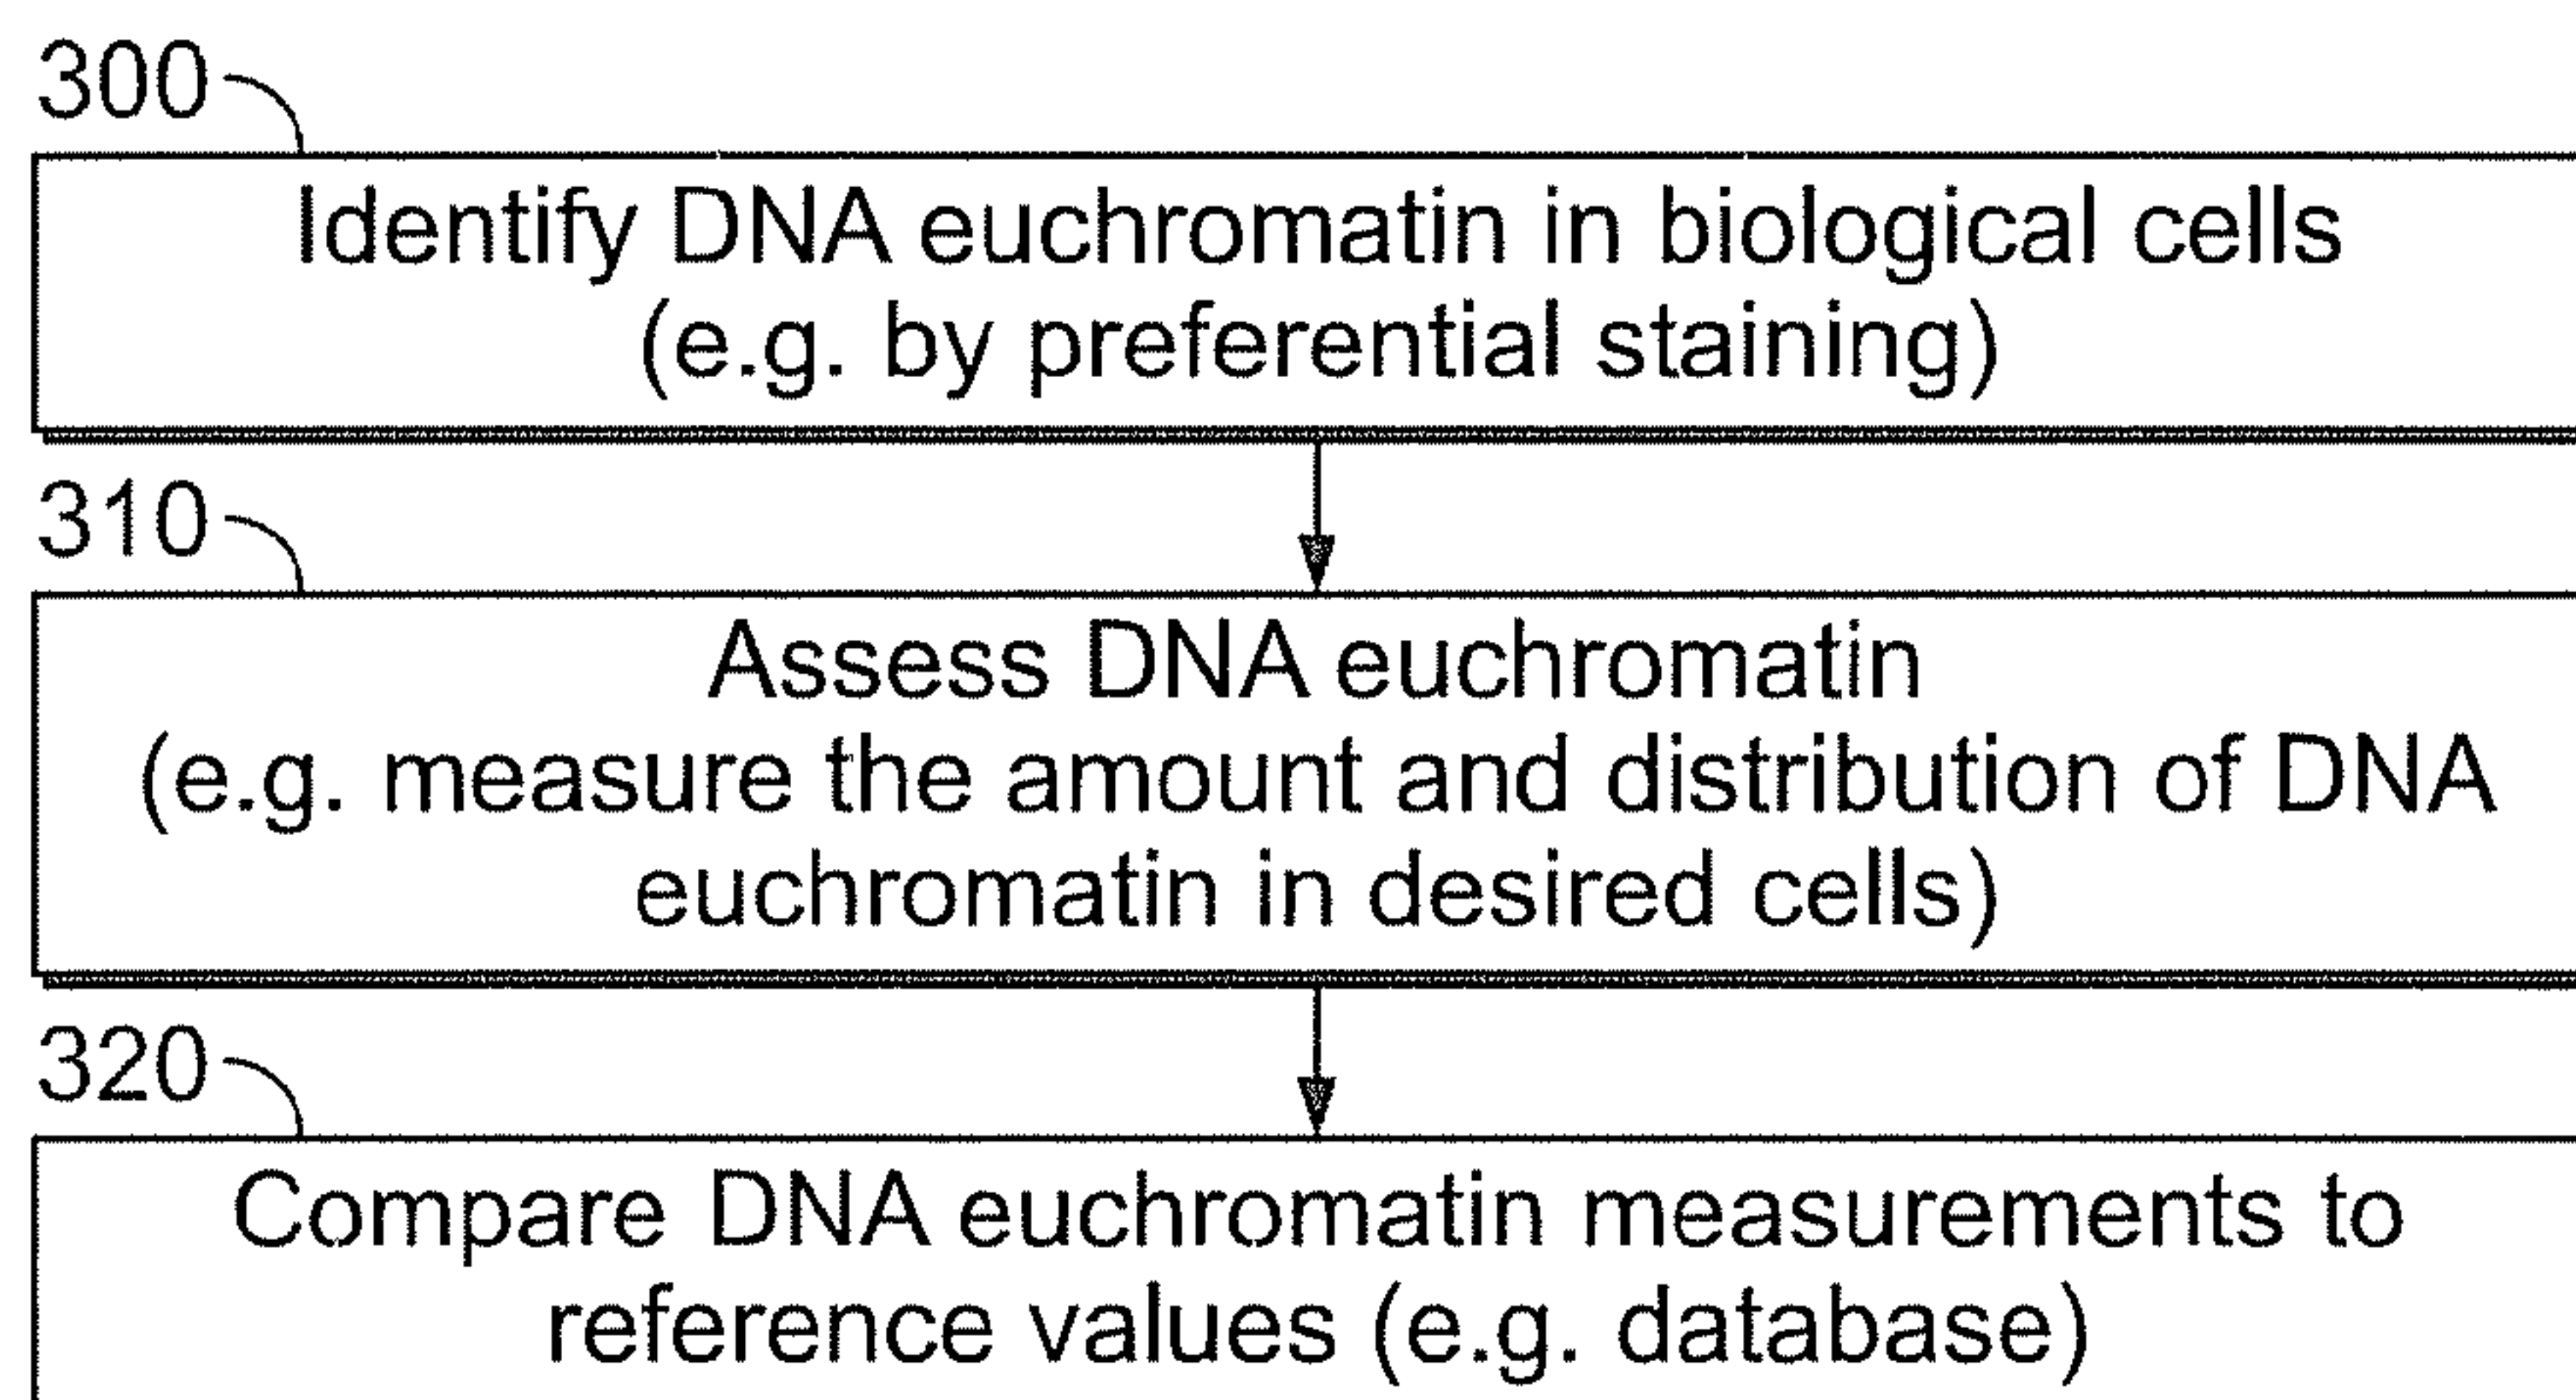 300
Identify DNA euchromatin in biological cells
(e.g. by preferential staining)
310
Assess DNA euchromatin
(e.g. measure the amount and distribution of DNA
euchromatin in desired cells)
320
Compare DNA euchromatin measurements to
reference values (e.g. database)